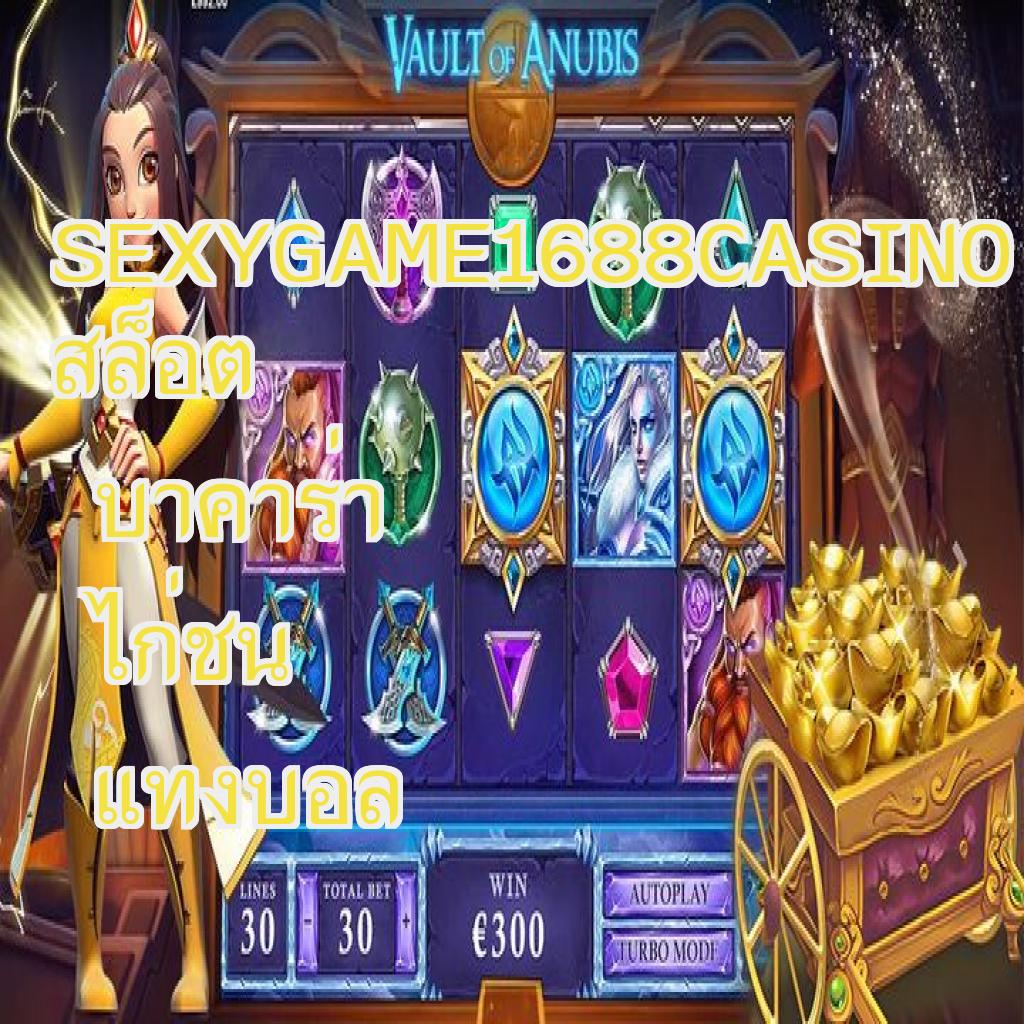 VAULT OF ANUBIS
SEXYGAME1688CASINO
สล็อต
บาคาร่า
ไก่ชน
แทงบอล
LINES
30
TOTAL BET
- 30 +
WIN
€300
AUTOPLAY
TURBO MODE